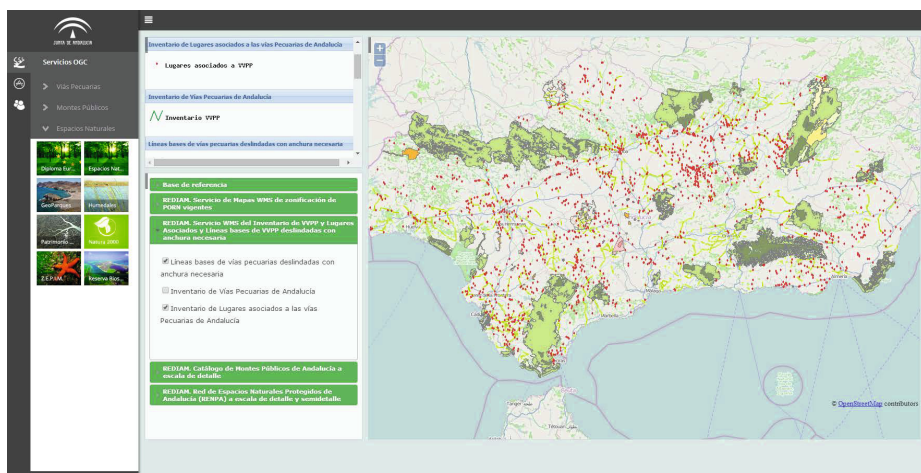 JUNTA DE ANDALUCIA
Servicios OGC
Vías Pecuarias
Montes Públicos
Espacios Naturales
Diploma Eur...
Espacios Nat...
GeoParques
Humedales
Patrimonio ...
Natura 2000
Z.E.P.I.M.
Reserva Bios...
Inventario de Lugares asociados a las vías Pecuarias de Andalucía
Lugares asociados a VVPP
Inventario de Vías Pecuarias de Andalucía
Inventario VVPP
Líneas bases de vías pecuarias deslindadas con anchura necesaria
Base de referencia
REDIAM. Servicio de Mapas WMS de zonificación de
PORN vigentes
REDIAM. Servicio WMS del Inventario de VVPP y Lugares
Asociados y Líneas bases de VVPP deslindadas con
anchura necesaria
Líneas bases de vías pecuarias deslindadas con
anchura necesaria
Inventario de Vías Pecuarias de Andalucía
Inventario de Lugares asociados a las vías
Pecuarias de Andalucía
REDIAM. Catálogo de Montes Públicos de Andalucía a
escala de detalle
REDIAM. Red de Espacios Naturales Protegidos de
Andalucía (RENPA) a escala de detalle y semidetalle
+
−
Almería
Málaga
Marbella
© OpenStreetMap contributors